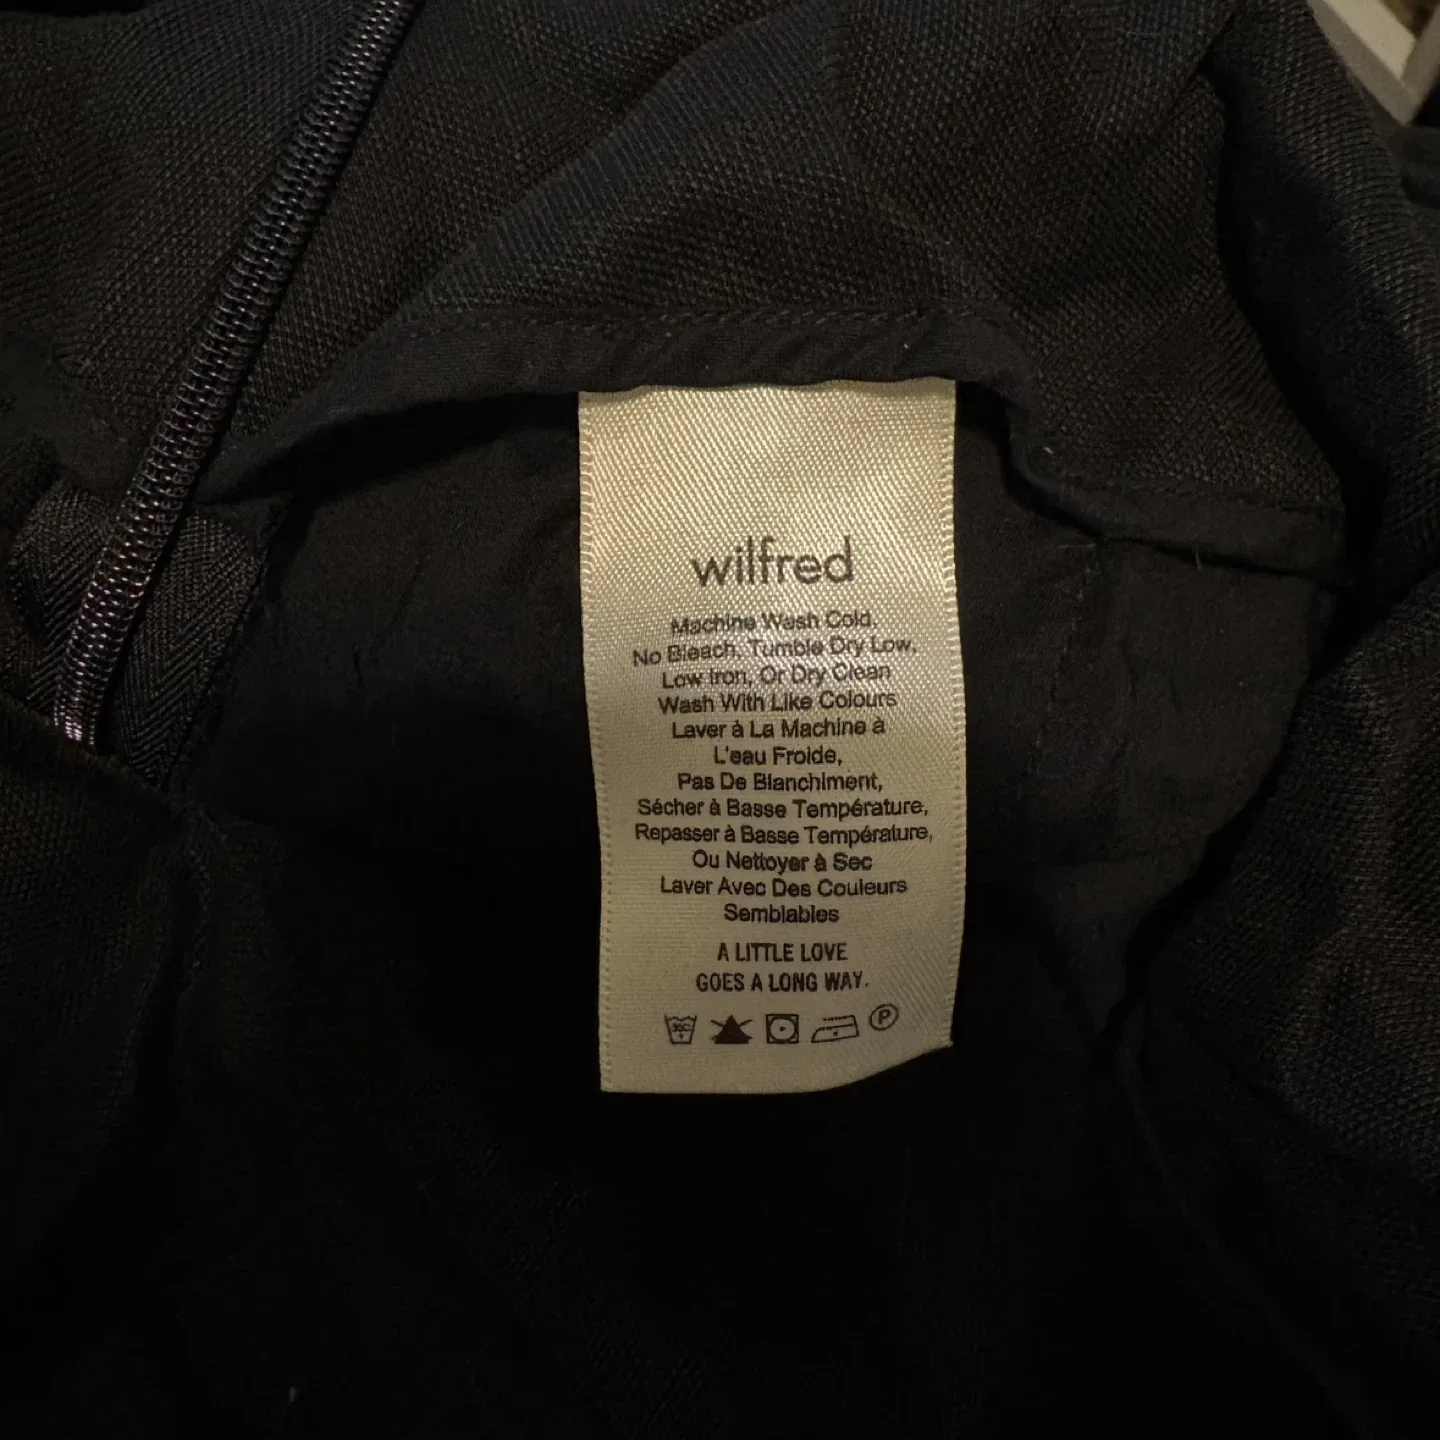 wilfred
Machine Wash Cold,
No Bleach, Tumble Dry Low,
Low Iron, Or Dry Clean
Wash With Like Colours
Laver à La Machine à
L'eau Froide,
Pas De Blanchiment,
Sécher à Basse Température,
Repasser à Basse Température,
Ou Nettoyer à Sec
Laver Avec Des Couleurs
Semblables
A LITTLE LOVE
GOES A LONG WAY.
30C P